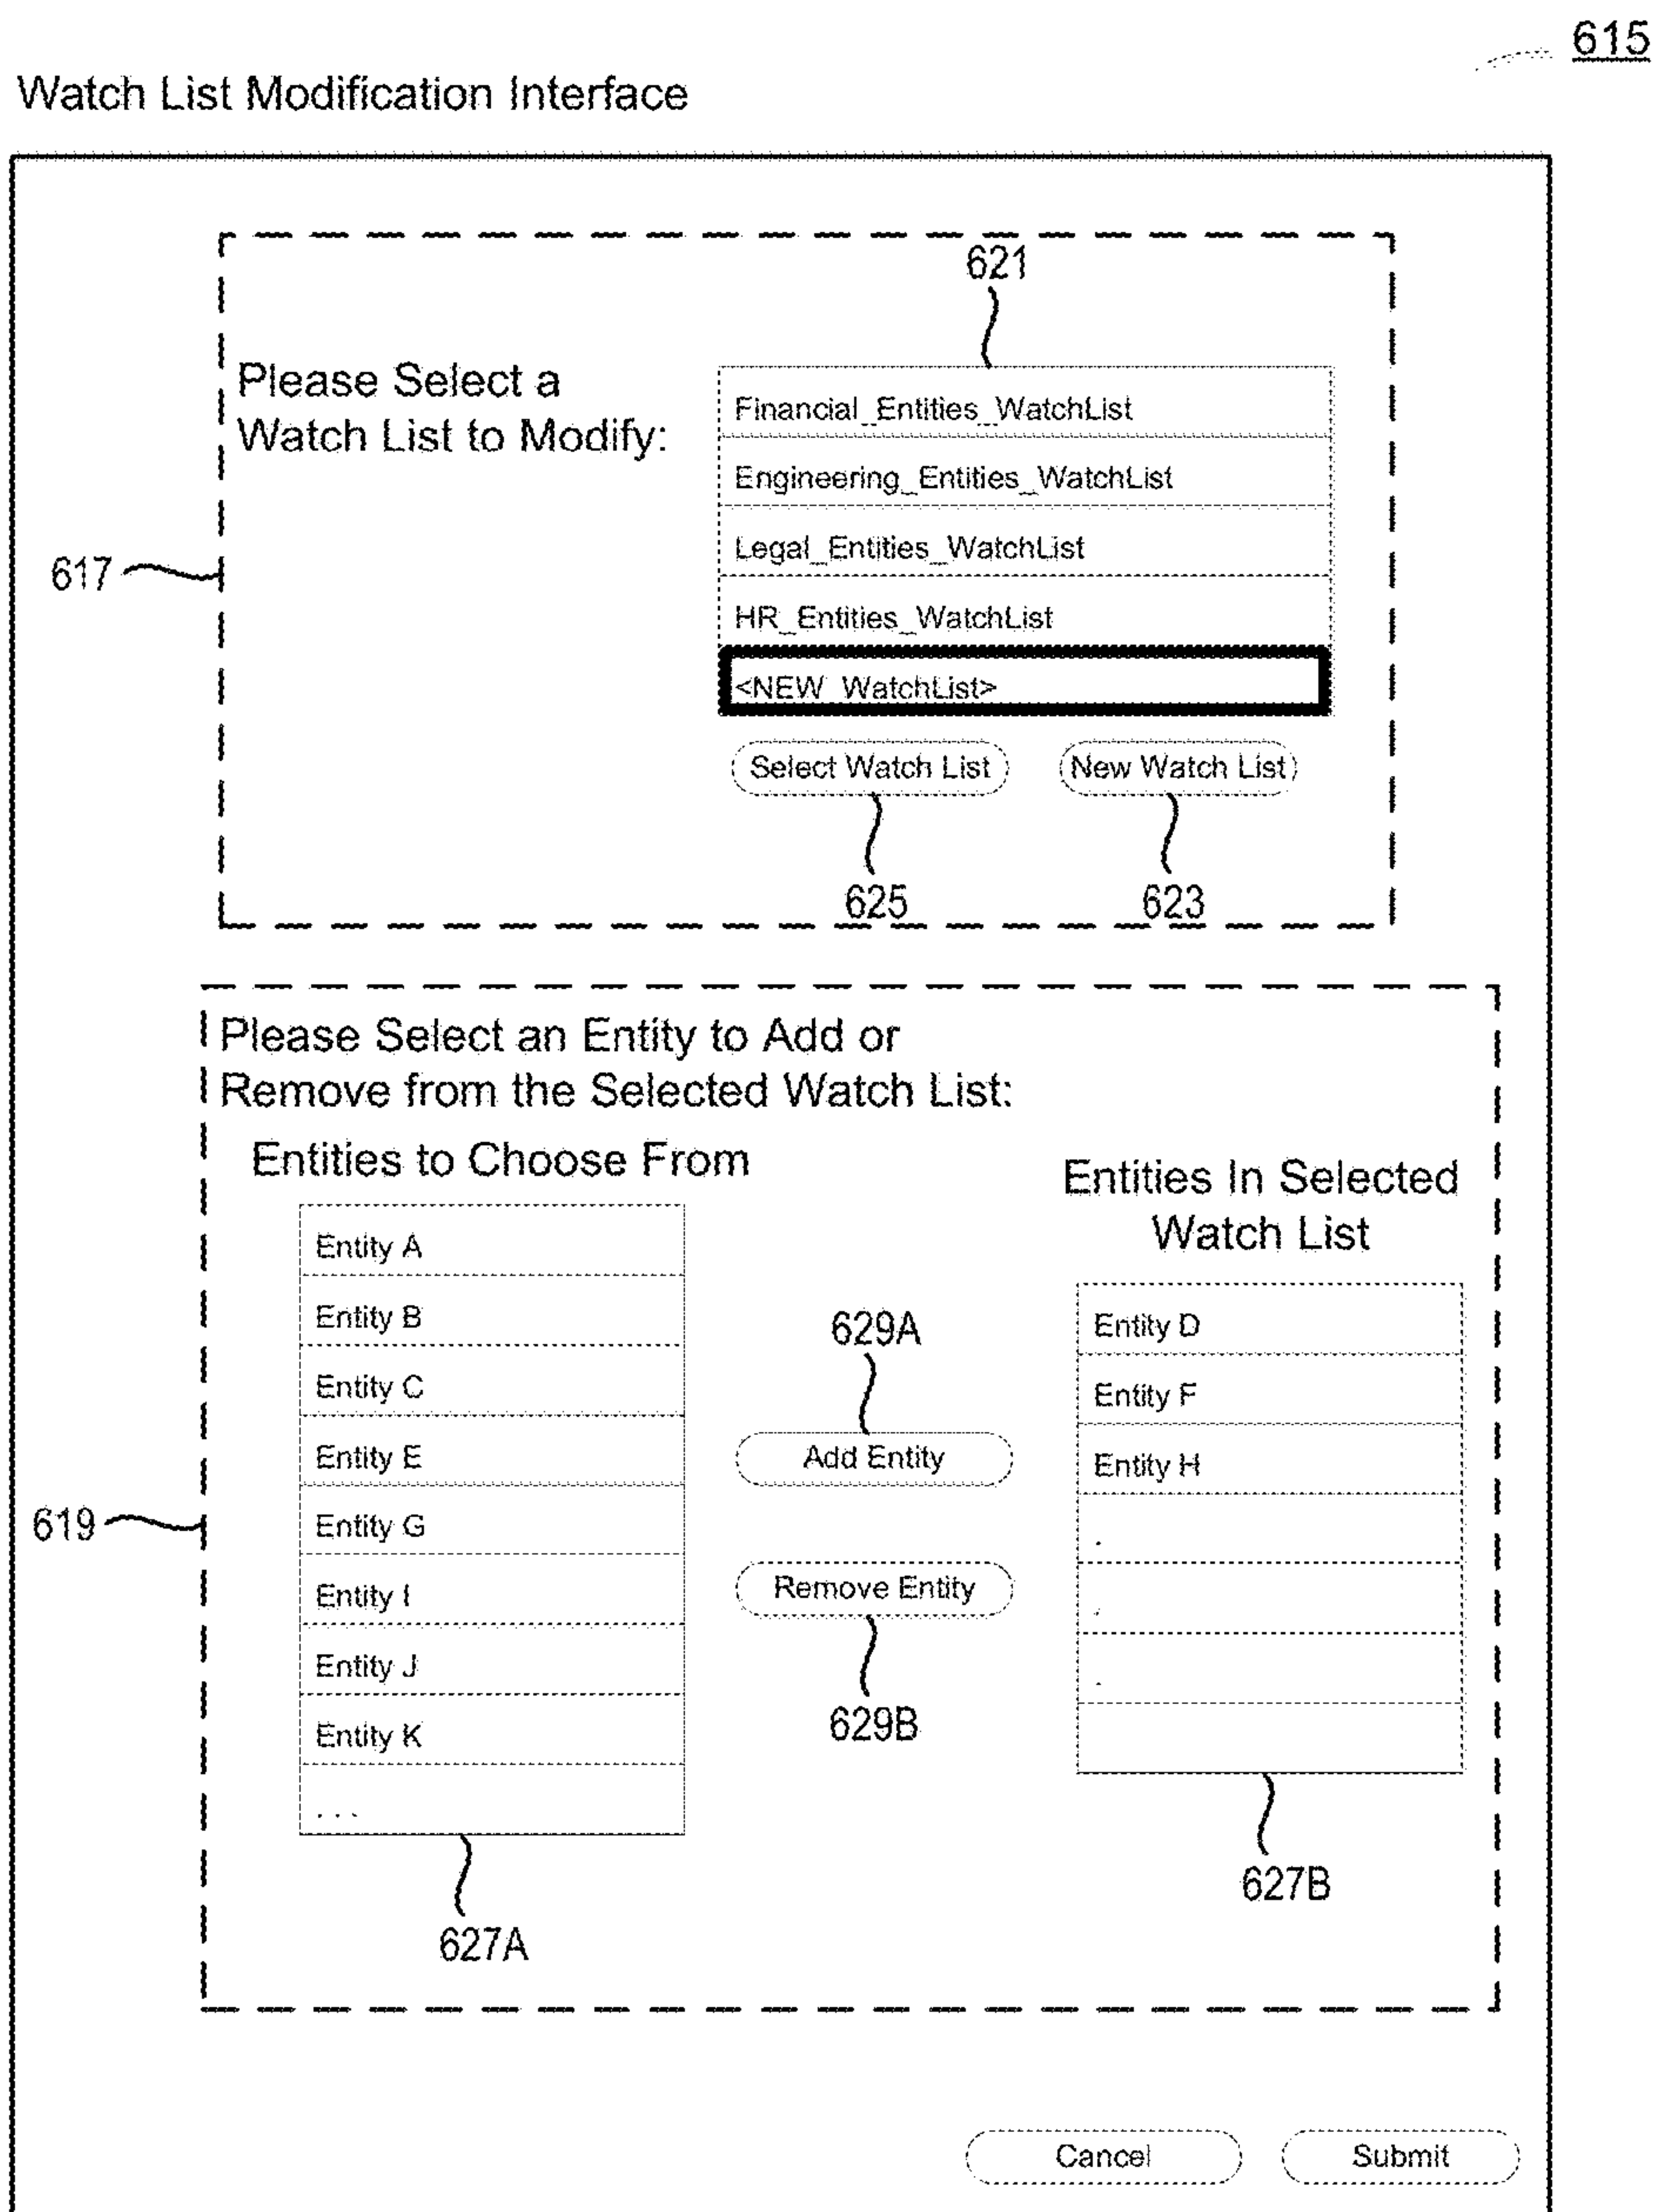 615
Watch List Modification Interface
621
Please Select a
Watch List to Modify:
Financial_Entities_WatchList
Engineering_Entities_WatchList
Legal_Entities_WatchList
HR_Entities_WatchList
<NEW_WatchList>
617
Select Watch List
New Watch List
625
623
Please Select an Entity to Add or
Remove from the Selected Watch List:
Entities to Choose From
Entity A
Entity B
Entity C
Entity E
Entity G
Entity I
Entity J
Entity K
. . .
627A
629A
Add Entity
Remove Entity
629B
Entities In Selected
Watch List
Entity D
Entity F
Entity H
.
.
.
627B
619
Cancel
Submit